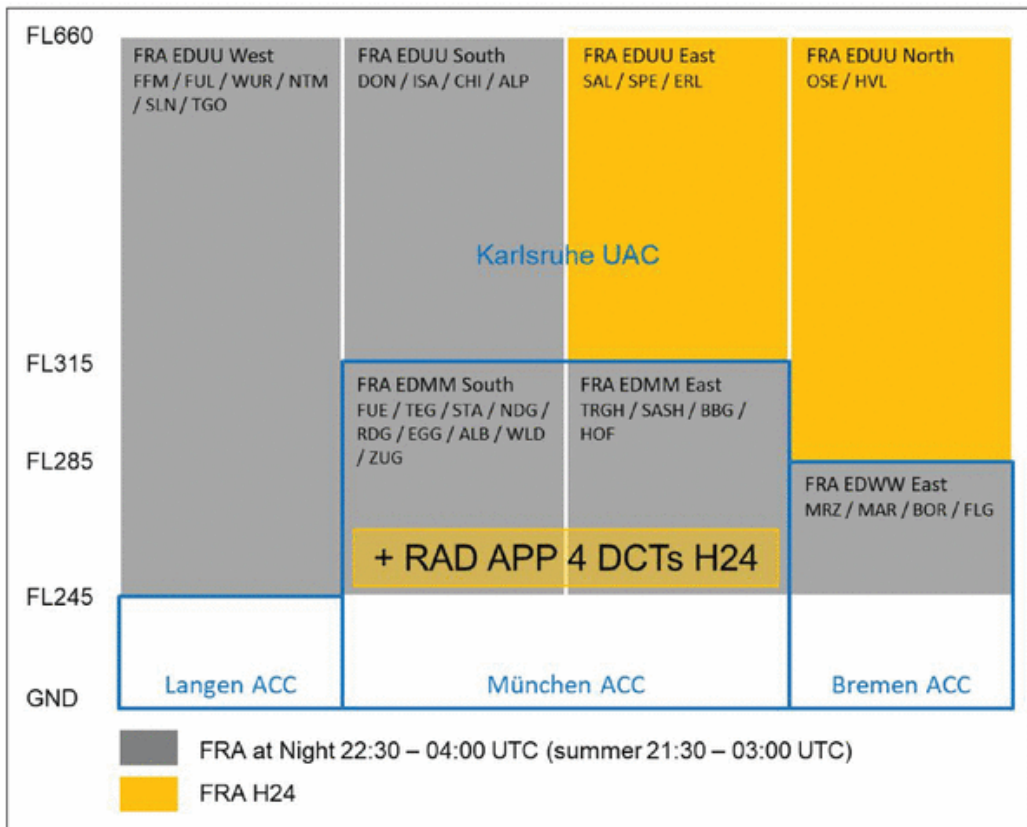 FL660
FRA EDUU West
FFM / FUL / WUR / NTM
/ SLN / TGO
FRA EDUU South
DON / ISA / CHI / ALP
FRA EDUU East
SAL / SPE / ERL
FRA EDUU North
OSE / HVL
Karlsruhe UAC
FL315
FRA EDMM South
FUE / TEG / STA / NDG /
RDG / EGG / ALB / WLD
/ ZUG
FRA EDMM East
TRGH / SASH / BBG /
HOF
FL285
FRA EDWW East
MRZ / MAR / BOR / FLG
+ RAD APP 4 DCTs H24
FL245
Langen ACC
München ACC
Bremen ACC
GND
FRA at Night 22:30 – 04:00 UTC (summer 21:30 – 03:00 UTC)
FRA H24